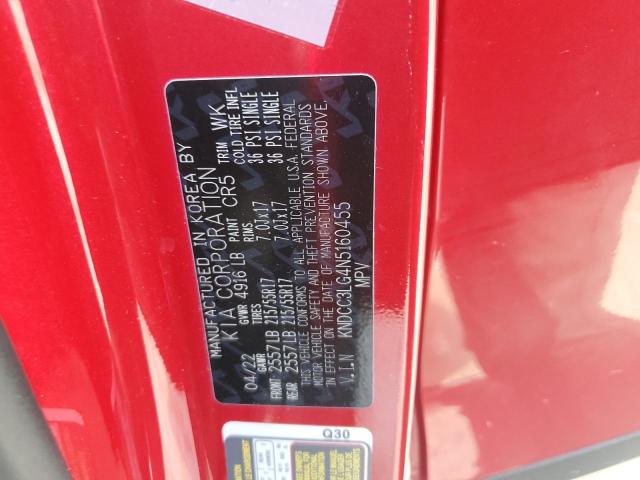 MANUFACTURED IN KOREA BY
KIA CORPORATION
04/22 GVWR 4916 LB PAINT CR5 TRIM WK
GAWR TIRES RIMS COLD TIRE INFL
FRONT 2557LB 215/55R17 7.0Jx17 36 PSI SINGLE
REAR 2557LB 215/55R17 7.0Jx17 36 PSI SINGLE
THIS VEHICLE CONFORMS TO ALL APPLICABLE U.S.A. FEDERAL
MOTOR VEHICLE SAFETY AND THEFT PREVENTION STANDARDS
IN EFFECT ON THE DATE OF MANUFACTURE SHOWN ABOVE.
V.I.N KNDCC3LG4N5160455
MPV
Q30